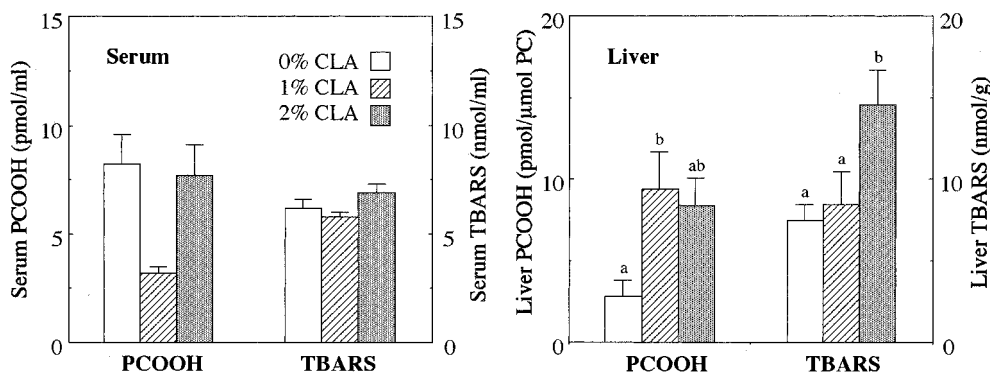 Serum PCOOH (pmol/ml)
15
10
5
0
Serum
0% CLA
1% CLA
2% CLA
PCOOH
TBARS
15
10
5
0
Serum TBARS (nmol/ml)
Liver PCOOH (pmol/μmol PC)
20
10
0
Liver
a
b
ab
a
a
b
PCOOH
TBARS
20
10
0
Liver TBARS (nmol/g)